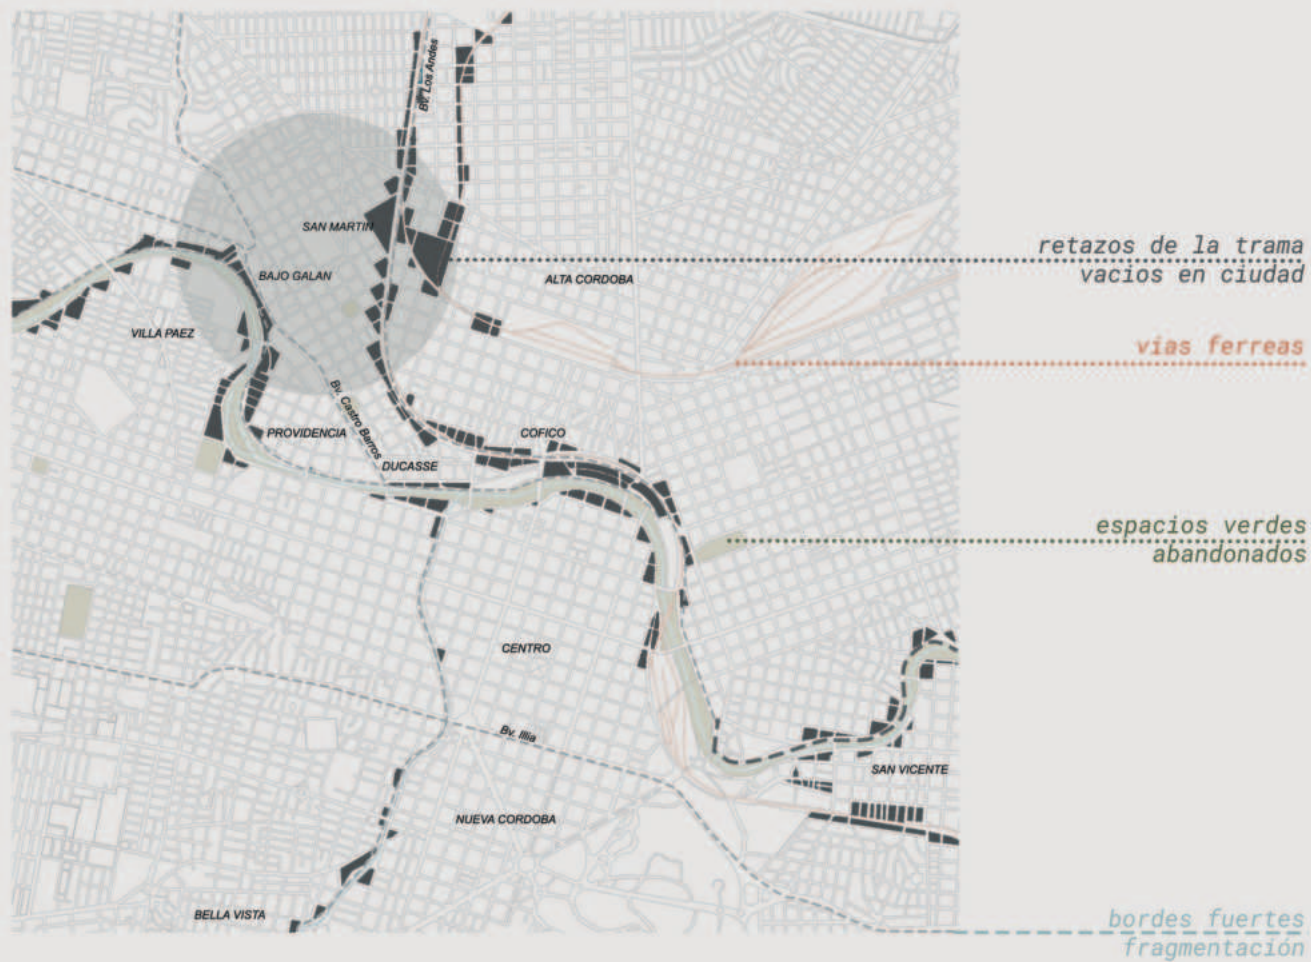 Bv. Los Andes
SAN MARTIN
BAJO GALAN
ALTA CORDOBA
VILLA PAEZ
Bv. Castro Barros
PROVIDENCIA
COFICO
DUCASSE
CENTRO
Bv. Illia
SAN VICENTE
NUEVA CORDOBA
BELLA VISTA
retazos de la trama
vacios en ciudad
vias ferreas
espacios verdes
abandonados
bordes fuertes
fragmentación